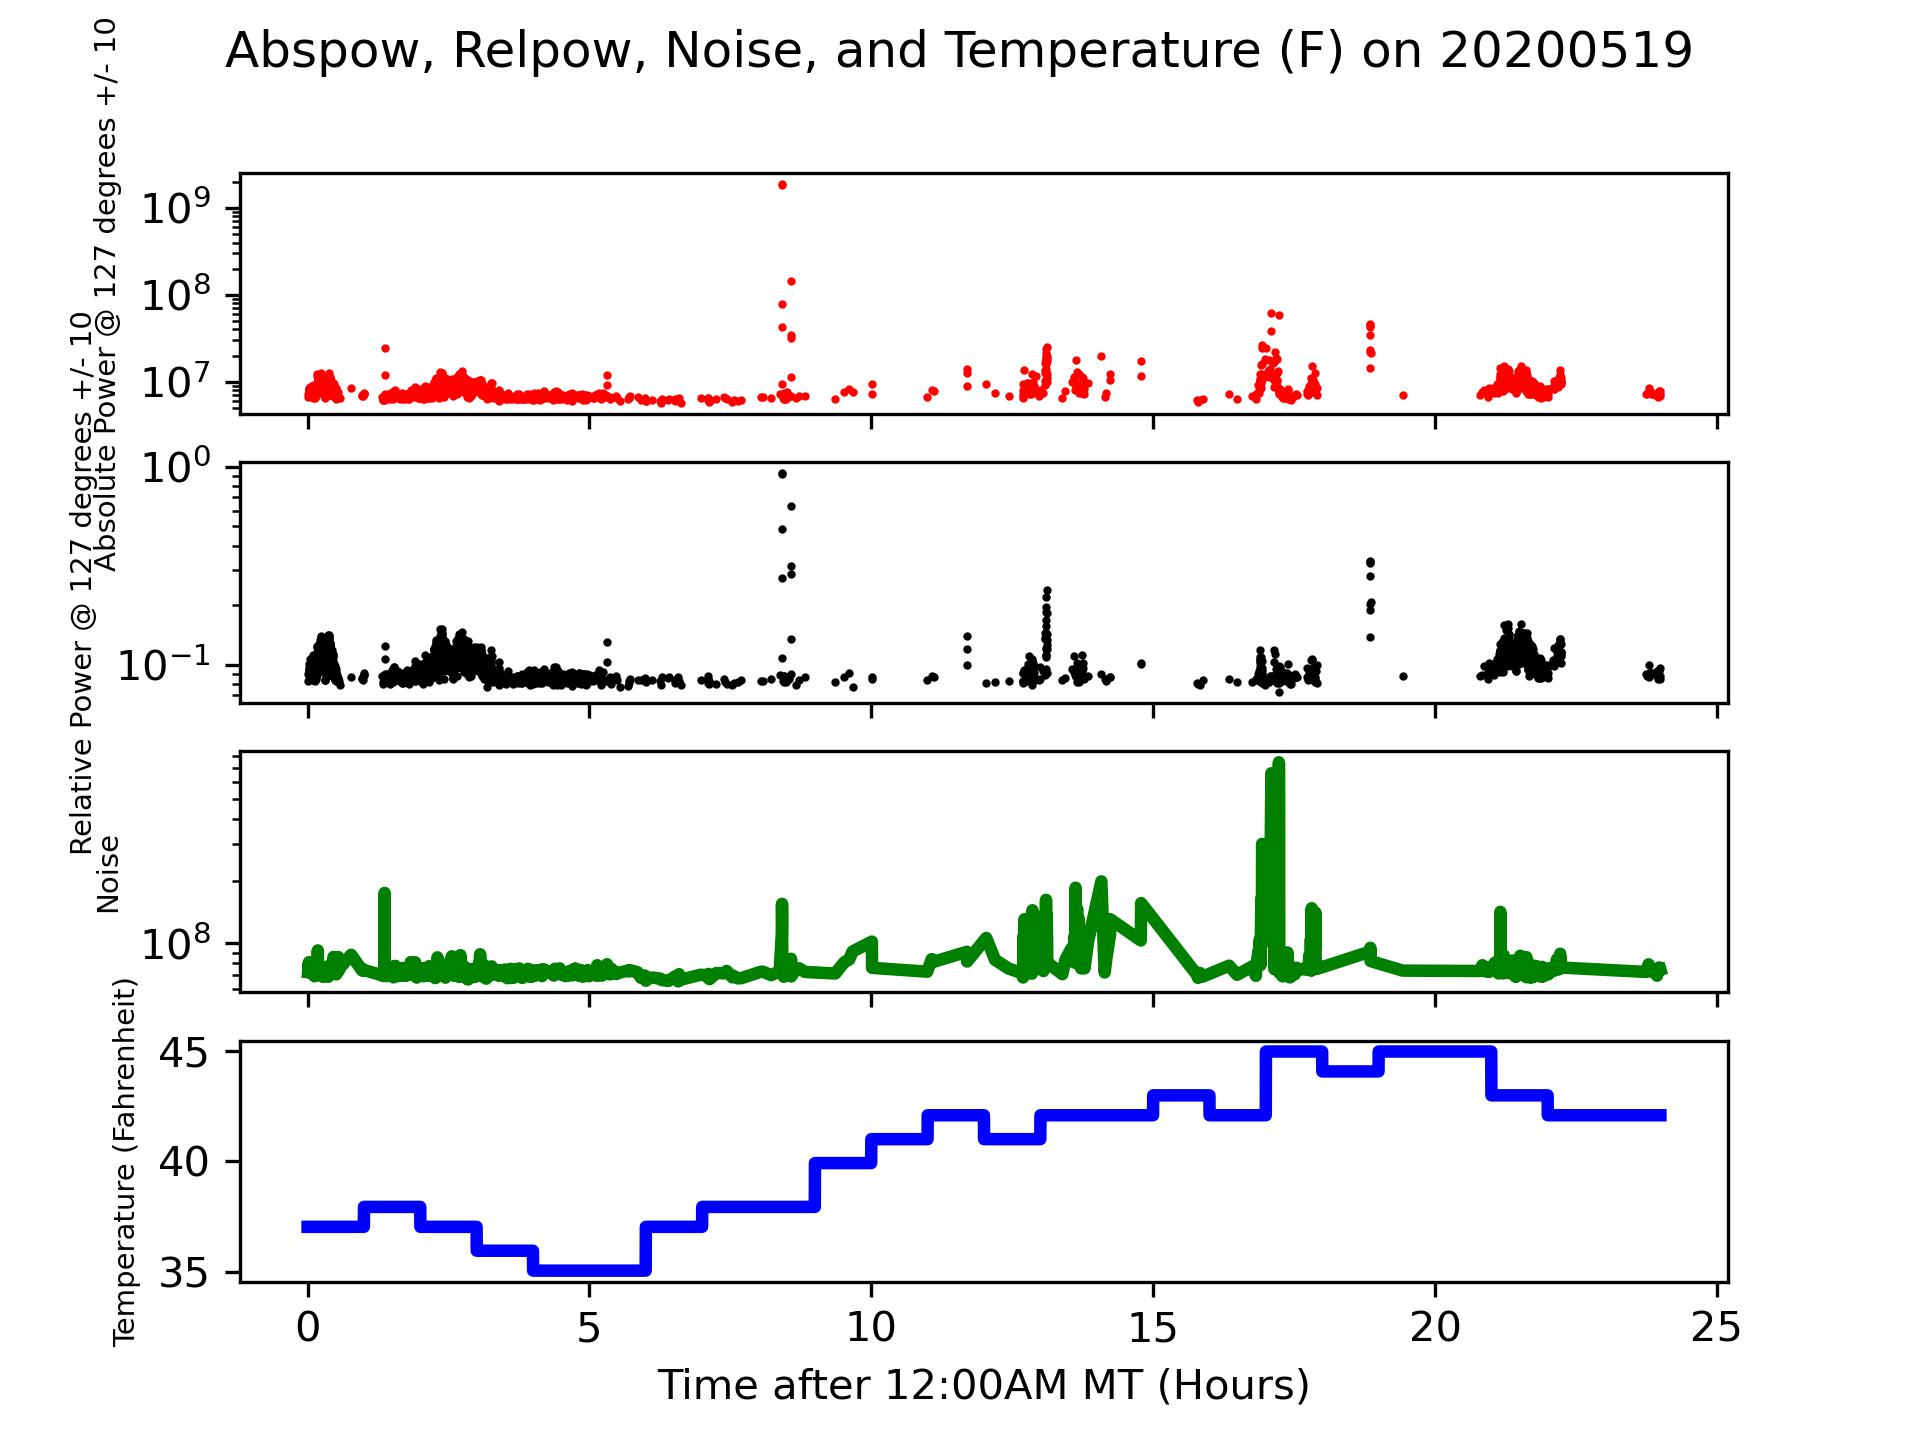 Abspow, Relpow, Noise, and Temperature (F) on 20200519
Absolute Power @ 127 degrees +/- 10
10⁹
10⁸
10⁷
Relative Power @ 127 degrees +/- 10
10⁰
10⁻¹
Noise
10⁸
Temperature (Fahrenheit)
45
40
35
0 5 10 15 20 25
Time after 12:00AM MT (Hours)